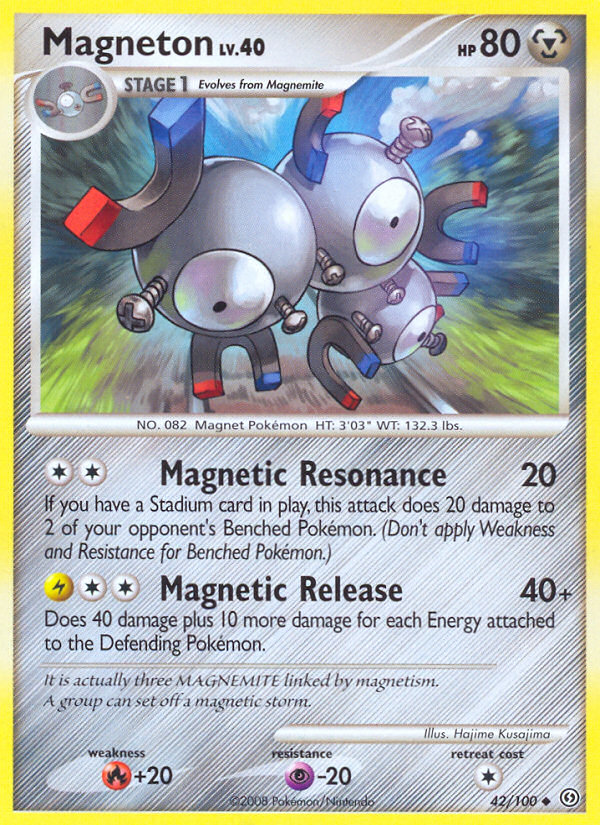 Magneton LV.40 HP 80
STAGE 1 Evolves from Magnemite
NO. 082 Magnet Pokémon HT: 3'03" WT: 132.3 lbs.
Magnetic Resonance 20
If you have a Stadium card in play, this attack does 20 damage to
2 of your opponent's Benched Pokémon. (Don't apply Weakness
and Resistance for Benched Pokémon.)
Magnetic Release 40+
Does 40 damage plus 10 more damage for each Energy attached
to the Defending Pokémon.
It is actually three MAGNEMITE linked by magnetism.
A group can set off a magnetic storm.
Illus. Hajime Kusajima
weakness resistance retreat cost
+20 -20
©2008 Pokémon/Nintendo 42/100